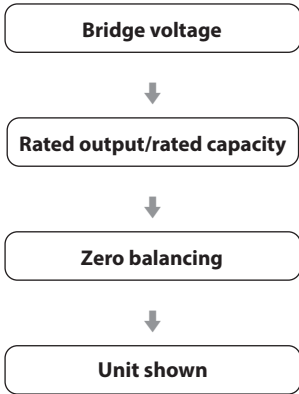 Bridge voltage
Rated output/rated capacity
Zero balancing
Unit shown